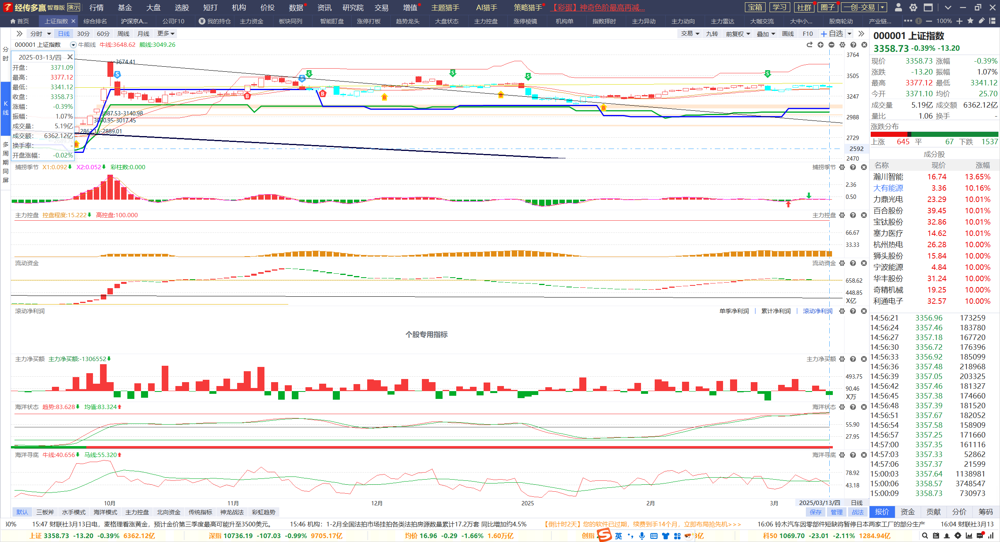 经传多赢 智尊版 演示 行情 基金 大盘 选股 短打 机构 价投 数据 资讯 研究院 交易 增值 主题猎手 AI猎手 策略猎手 【彩蛋】神奇色阶最高再减... 宝箱 学习 社群 圈子 一创-交易
首页 上证指数 综合排名 沪深京A... 公司F10 我的持仓 主力资金 板块同列 智能盯盘 涨停打板 趋势龙头 大盘状态 主力控盘 涨停棱镜 机构单 指数择时 主力异动 主力动向 主力雷达 大咖交流 大中小... 股商轮动 产业链... 100%
分时 日线 30分 60分 周线 月线 更多 交易 九转 前复权 叠加 画线 F10 自选
000001 上证指数 牛熊线 牛线:3648.62 熊线:3049.26
分时
K线
多周期同屏
2025-03-13/四
开盘: 3371.09
最高: 3377.12
最低: 3341.12
收盘: 3358.73
涨幅: -0.39%
振幅: 1.07%
成交量: 5.19亿
成交额: 6362.12亿
换手率: -
开盘涨幅: -0.02%
3674.41
3087.53-3140.98
3000.95-3017.45
2863.13-2889.01
3764
3505
3247
2988
2729
2592
2470
捕捞季节 X1:0.092 X2:0.052 彩柱数:0.000 捕捞季节
2.36
0.50
主力控盘 控盘程度:15.222 高控盘:100.000 主力控盘
66.67
33.33
流动资金 流动资金
658.62
448.85
X亿
滚动净利润 单季净利润 累计净利润 滚动净利润
个股专用指标
主力净买额 主力净买额:-1306552 主力净买额
493.75
90.46
X万
海洋状态 趋势:83.628 均值:83.324 海洋状态
55.90
27.95
海洋寻底 牛线:40.656 马线:55.320 海洋寻底
78.92
43.18
10月 11月 12月 2025 2月 3月 2025/03/13/四 日线
默认 三板斧 水手模式 海洋模式 主力控盘 北向资金 传统指标 神龙战法 彩虹趋势 保存 管理 战法
000001 上证指数
3358.73 -0.39% -13.20
现价 3358.73 涨幅 -0.39%
涨跌 -13.20 振幅 1.07%
最高 3377.12 最低 3341.12
今开 3371.10 均价 25.70
成交量 5.19亿 成交额 6362.12亿
量比 1.06 换手 -
涨跌分布
上涨 645 平 67 下跌 1537
成分股
名称 现价 涨幅
瀚川智能 16.74 13.65%
大有能源 3.36 10.16%
力鼎光电 23.29 10.01%
百合股份 39.45 10.01%
宝钛股份 32.86 10.01%
塞力医疗 14.62 10.01%
杭州热电 26.28 10.00%
狮头股份 15.84 10.00%
宁波能源 4.84 10.00%
华丰股份 31.24 10.00%
奇精机械 19.25 10.00%
利通电子 32.57 10.00%
14:56:21 3356.96 173259
14:56:24 3357.46 183780
14:56:27 3357.18 167720
14:56:30 3356.72 176396
14:56:33 3356.92 185099
14:56:36 3357.48 218968
14:56:39 3357.05 203325
14:56:42 3357.46 181327
14:56:45 3357.38 174660
14:56:48 3357.39 181520
14:56:51 3357.67 182052
14:56:54 3357.58 158909
14:56:57 3357.25 171660
14:57:00 3357.35 161116
14:57:03 3357.33 52862
14:57:06 3357.37 21599
15:00:03 3357.64 1138981
15:00:06 3358.57 3748547
15:00:09 3358.73 730973
报价 资金 贡献 分价 筹码
30% 15:47 财联社3月13日电，麦格理看涨黄金，预计金价第三季度最高可能升至3500美元。 15:46 机构：1-2月全国法拍市场挂拍各类法拍房源数量累计17.2万套 同比增加约4.5% 【倒计时2天】您的软件已过期，续费到手14个月，立即布局抢先机>>> 16:06 铃木汽车因零部件短缺将暂停日本两家工厂的部分生产 16:04 财联社3月13
上证 3358.73 -13.20 -0.39% 6362.12亿 深指 10736.19 -107.03 -0.99% 9705.17亿 均价 16.96 -0.29 -1.66% 1.60万亿 创指 英 科50 1069.70 -23.01 -2.11% 1284.94亿